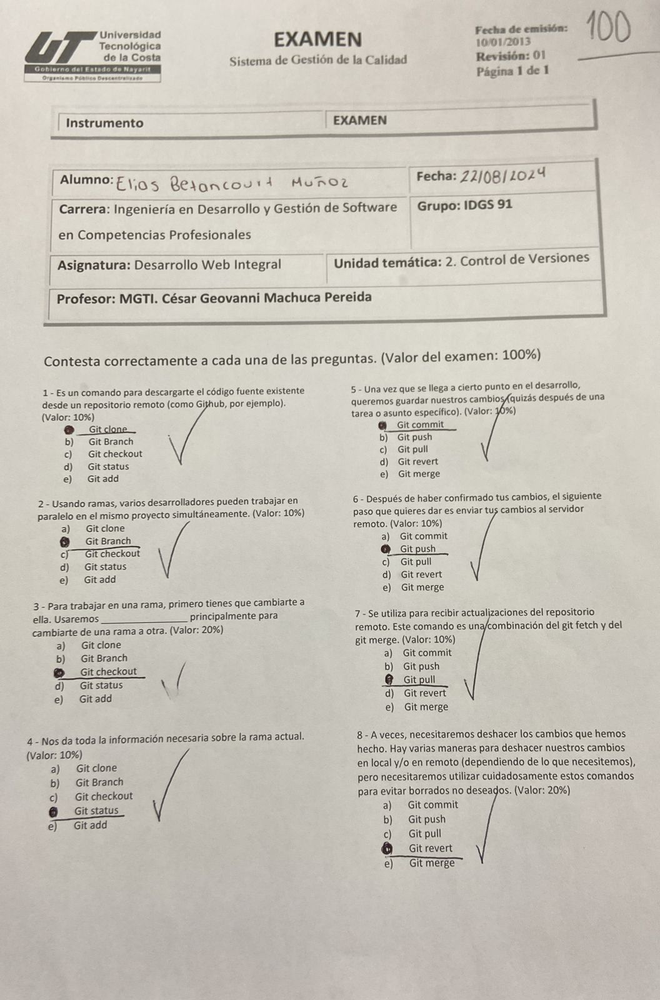 Universidad
Tecnológica
de la Costa
Gobierno del Estado de Nayarit
Organismo Público Descentralizado
EXAMEN
Sistema de Gestión de la Calidad
Fecha de emisión:
10/01/2013
Revisión: 01
Página 1 de 1
100
Instrumento
EXAMEN
Alumno: Elias Betancourt Muñoz
Fecha: 22/08/2024
Carrera: Ingeniería en Desarrollo y Gestión de Software
en Competencias Profesionales
Grupo: IDGS 91
Asignatura: Desarrollo Web Integral
Unidad temática: 2. Control de Versiones
Profesor: MGTI. César Geovanni Machuca Pereida
Contesta correctamente a cada una de las preguntas. (Valor del examen: 100%)
1 - Es un comando para descargarte el código fuente existente
desde un repositorio remoto (como Github, por ejemplo).
(Valor: 10%)
Git clone
b) Git Branch
c) Git checkout
d) Git status
e) Git add
2 - Usando ramas, varios desarrolladores pueden trabajar en
paralelo en el mismo proyecto simultáneamente. (Valor: 10%)
a) Git clone
Git Branch
c) Git checkout
d) Git status
e) Git add
3 - Para trabajar en una rama, primero tienes que cambiarte a
ella. Usaremos ________________ principalmente para
cambiarte de una rama a otra. (Valor: 20%)
a) Git clone
b) Git Branch
Git checkout
d) Git status
e) Git add
4 - Nos da toda la información necesaria sobre la rama actual.
(Valor: 10%)
a) Git clone
b) Git Branch
c) Git checkout
Git status
e) Git add
5 - Una vez que se llega a cierto punto en el desarrollo,
queremos guardar nuestros cambios (quizás después de una
tarea o asunto específico). (Valor: 10%)
Git commit
b) Git push
c) Git pull
d) Git revert
e) Git merge
6 - Después de haber confirmado tus cambios, el siguiente
paso que quieres dar es enviar tus cambios al servidor
remoto. (Valor: 10%)
a) Git commit
Git push
c) Git pull
d) Git revert
e) Git merge
7 - Se utiliza para recibir actualizaciones del repositorio
remoto. Este comando es una combinación del git fetch y del
git merge. (Valor: 10%)
a) Git commit
b) Git push
Git pull
d) Git revert
e) Git merge
8 - A veces, necesitaremos deshacer los cambios que hemos
hecho. Hay varias maneras para deshacer nuestros cambios
en local y/o en remoto (dependiendo de lo que necesitemos),
pero necesitaremos utilizar cuidadosamente estos comandos
para evitar borrados no deseados. (Valor: 20%)
a) Git commit
b) Git push
c) Git pull
Git revert
e) Git merge